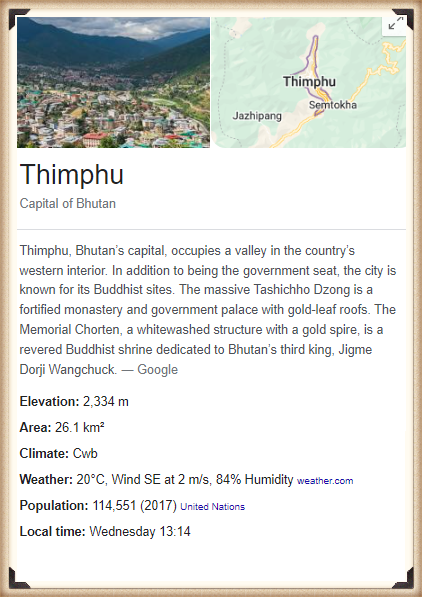 Thimphu
Semtokha
Jazhipang
Thimphu
Capital of Bhutan
Thimphu, Bhutan’s capital, occupies a valley in the country’s
western interior. In addition to being the government seat, the city is
known for its Buddhist sites. The massive Tashichho Dzong is a
fortified monastery and government palace with gold-leaf roofs. The
Memorial Chorten, a whitewashed structure with a gold spire, is a
revered Buddhist shrine dedicated to Bhutan’s third king, Jigme
Dorji Wangchuck. — Google
Elevation: 2,334 m
Area: 26.1 km²
Climate: Cwb
Weather: 20°C, Wind SE at 2 m/s, 84% Humidity weather.com
Population: 114,551 (2017) United Nations
Local time: Wednesday 13:14